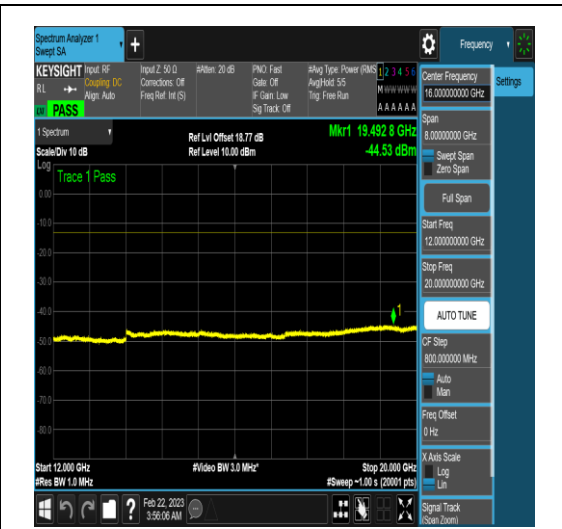 Spectrum Analyzer 1
Swept SA
Frequency
KEYSIGHT
RL
PASS
Input: RF
Coupling: DC
Align: Auto
Input Z: 50 Ω
Corrections: Off
Freq Ref: Int (S)
#Atten: 20 dB
PNO: Fast
Gate: Off
IF Gain: Low
Sig Track: Off
#Avg Type: Power (RMS
Avg|Hold: 5/5
Trig: Free Run
1 2 3 4 5 6
M W W W W W
A A A A A A
Center Frequency
16.000000000 GHz
Settings
Span
8.00000000 GHz
Swept Span
Zero Span
Full Span
Start Freq
12.000000000 GHz
Stop Freq
20.000000000 GHz
AUTO TUNE
CF Step
800.000000 MHz
Auto
Man
Freq Offset
0 Hz
X Axis Scale
Log
Lin
Signal Track
(Span Zoom)
1 Spectrum
Scale/Div 10 dB
Ref Lvl Offset 18.77 dB
Ref Level 10.00 dBm
Mkr1 19.492 8 GHz
-44.53 dBm
Log
Trace 1 Pass
0.00
-10.0
-20.0
-30.0
-40.0
-50.0
-60.0
-70.0
-80.0
1
Start 12.000 GHz
#Res BW 1.0 MHz
#Video BW 3.0 MHz*
Stop 20.000 GHz
#Sweep ~1.00 s (20001 pts)
?
Feb 22, 2023
3:56:06 AM